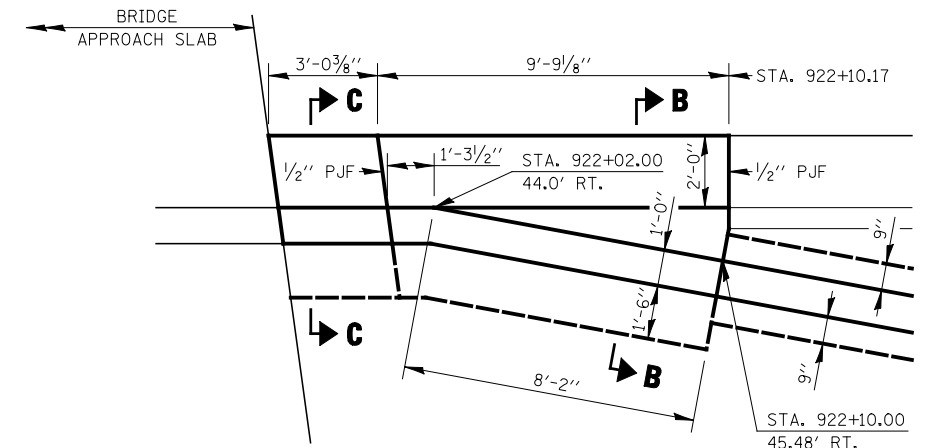 BRIDGE
APPROACH SLAB
3'-0⅜''
9'-9⅛''
STA. 922+10.17
C
B
1'-3½''
STA. 922+02.00
44.0' RT.
½'' PJF
2'-0''
½'' PJF
1'-0''
9''
1'-6''
C
B
9''
8'-2''
STA. 922+10.00
45.48' RT.